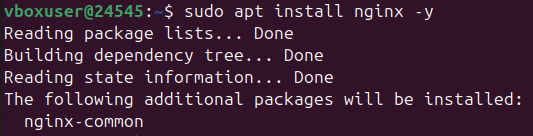 vboxuser@24545:~$ sudo apt install nginx -y
Reading package lists... Done
Building dependency tree... Done
Reading state information... Done
The following additional packages will be installed:
  nginx-common